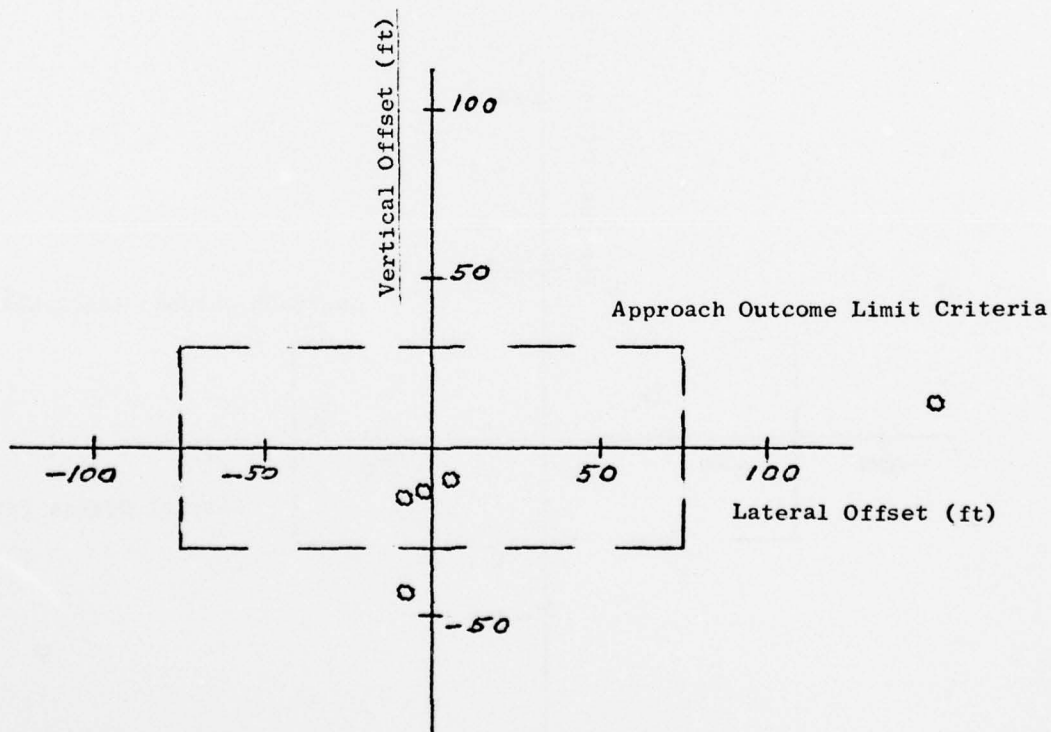 Vertical Offset (ft)
100
50
Approach Outcome Limit Criteria
-100
-50
50
100
Lateral Offset (ft)
-50